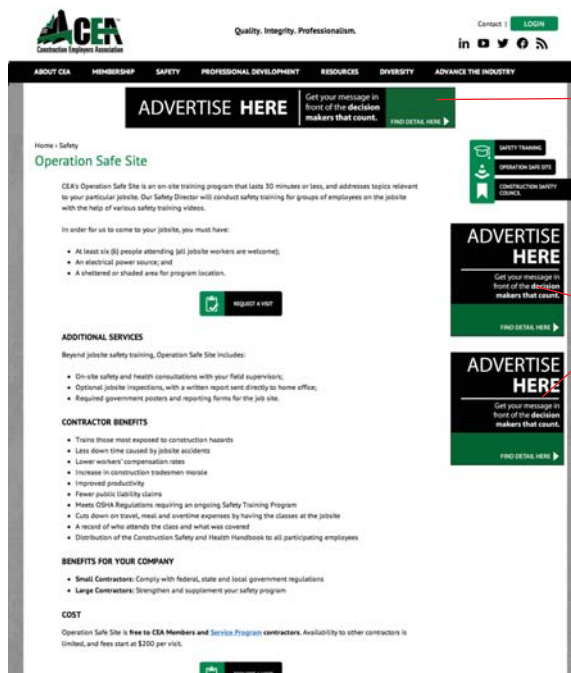 CEA
Construction Employers Association
Quality. Integrity. Professionalism.
Contact |
LOGIN
ABOUT CEA MEMBERSHIP SAFETY PROFESSIONAL DEVELOPMENT RESOURCES DIVERSITY ADVANCE THE INDUSTRY
ADVERTISE HERE
Get your message in
front of the decision
makers that count.
FIND DETAIL HERE
Home › Safety
Operation Safe Site
CEA's Operation Safe Site is an on-site training program that lasts 30 minutes or less, and addresses topics relevant
to your particular jobsite. Our Safety Director will conduct safety training for groups of employees on the jobsite
with the help of various safety training videos.
In order for us to come to your jobsite, you must have:
• At least six (6) people attending (all jobsite workers are welcome);
• An electrical power source; and
• A sheltered or shaded area for program location.
REQUEST A VISIT
ADDITIONAL SERVICES
Beyond jobsite safety training, Operation Safe Site includes:
• On-site safety and health consultations with your field supervisors;
• Optional jobsite inspections, with a written report sent directly to home office;
• Required government posters and reporting forms for the job site.
CONTRACTOR BENEFITS
• Trains those most exposed to construction hazards
• Less down time caused by jobsite accidents
• Lower workers' compensation rates
• Increase in construction tradesmen morale
• Improved productivity
• Fewer public liability claims
• Meets OSHA Regulations requiring an ongoing Safety Training Program
• Cuts down on travel, meal and overtime expenses by having the classes at the jobsite
• A record of who attends the class and what was covered
• Distribution of the Construction Safety and Health Handbook to all participating employees
BENEFITS FOR YOUR COMPANY
• Small Contractors: Comply with federal, state and local government regulations
• Large Contractors: Strengthen and supplement your safety program
COST
Operation Safe Site is free to CEA Members and Service Program contractors. Availability to other contractors is
limited, and fees start at $200 per visit.
SAFETY TRAINING
OPERATION SAFE SITE
CONSTRUCTION SAFETY
COUNCIL
ADVERTISE
HERE
Get your message in
front of the decision
makers that count.
FIND DETAIL HERE
ADVERTISE
HERE
Get your message in
front of the decision
makers that count.
FIND DETAIL HERE